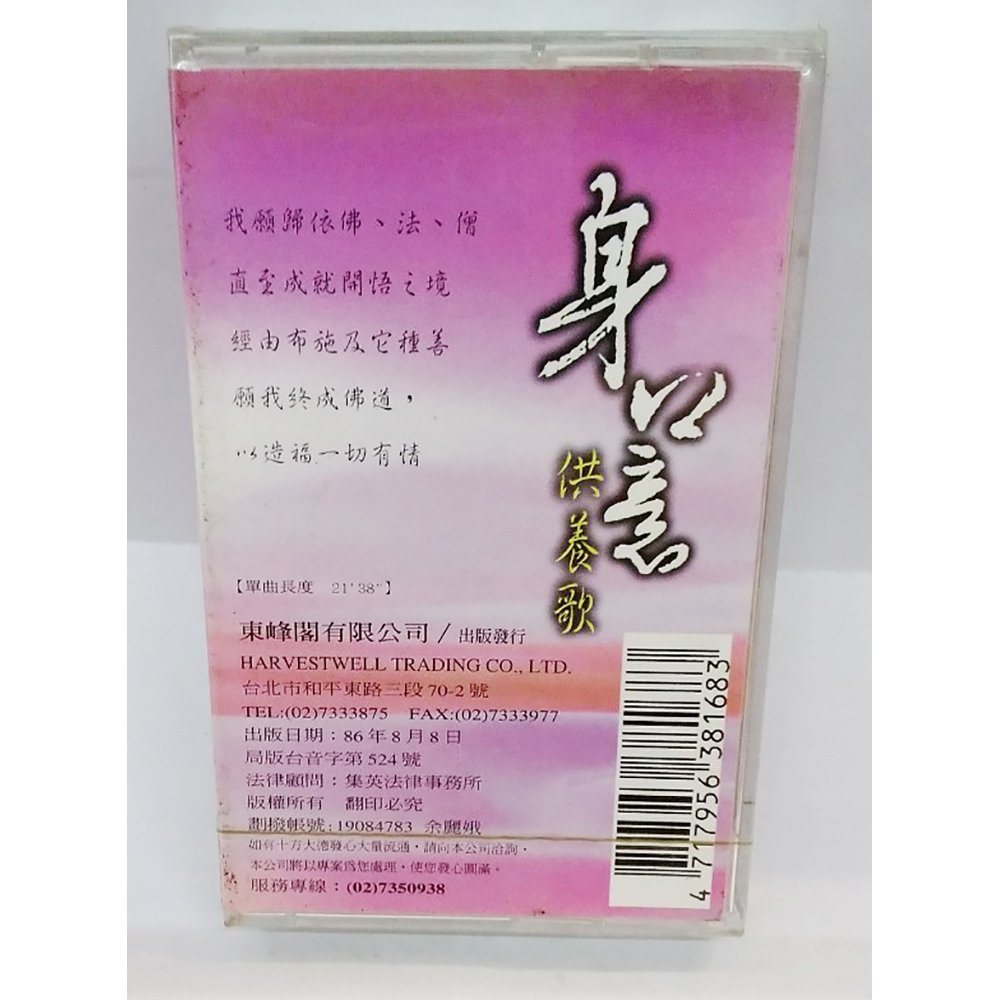 我願歸依佛、法、僧
直至成就開悟之境
經由布施及它種善
願我終成佛道，
以造福一切有情
身口意
供養歌
【單曲長度 21'38"】
東峰閣有限公司/出版發行
HARVESTWELL TRADING CO., LTD.
台北市和平東路三段70-2號
TEL:(02)7333875 FAX:(02)7333977
出版日期：86年8月8日
局版台音字第524號
法律顧問：集英法律事務所
版權所有 翻印必究
劃撥帳號:19084783 余麗娥
如有十方大德發心大量流通，請向本公司洽詢，
本公司將以專案為您處理，使您發心圓滿。
服務專線：(02)7350938
4 717956 381683